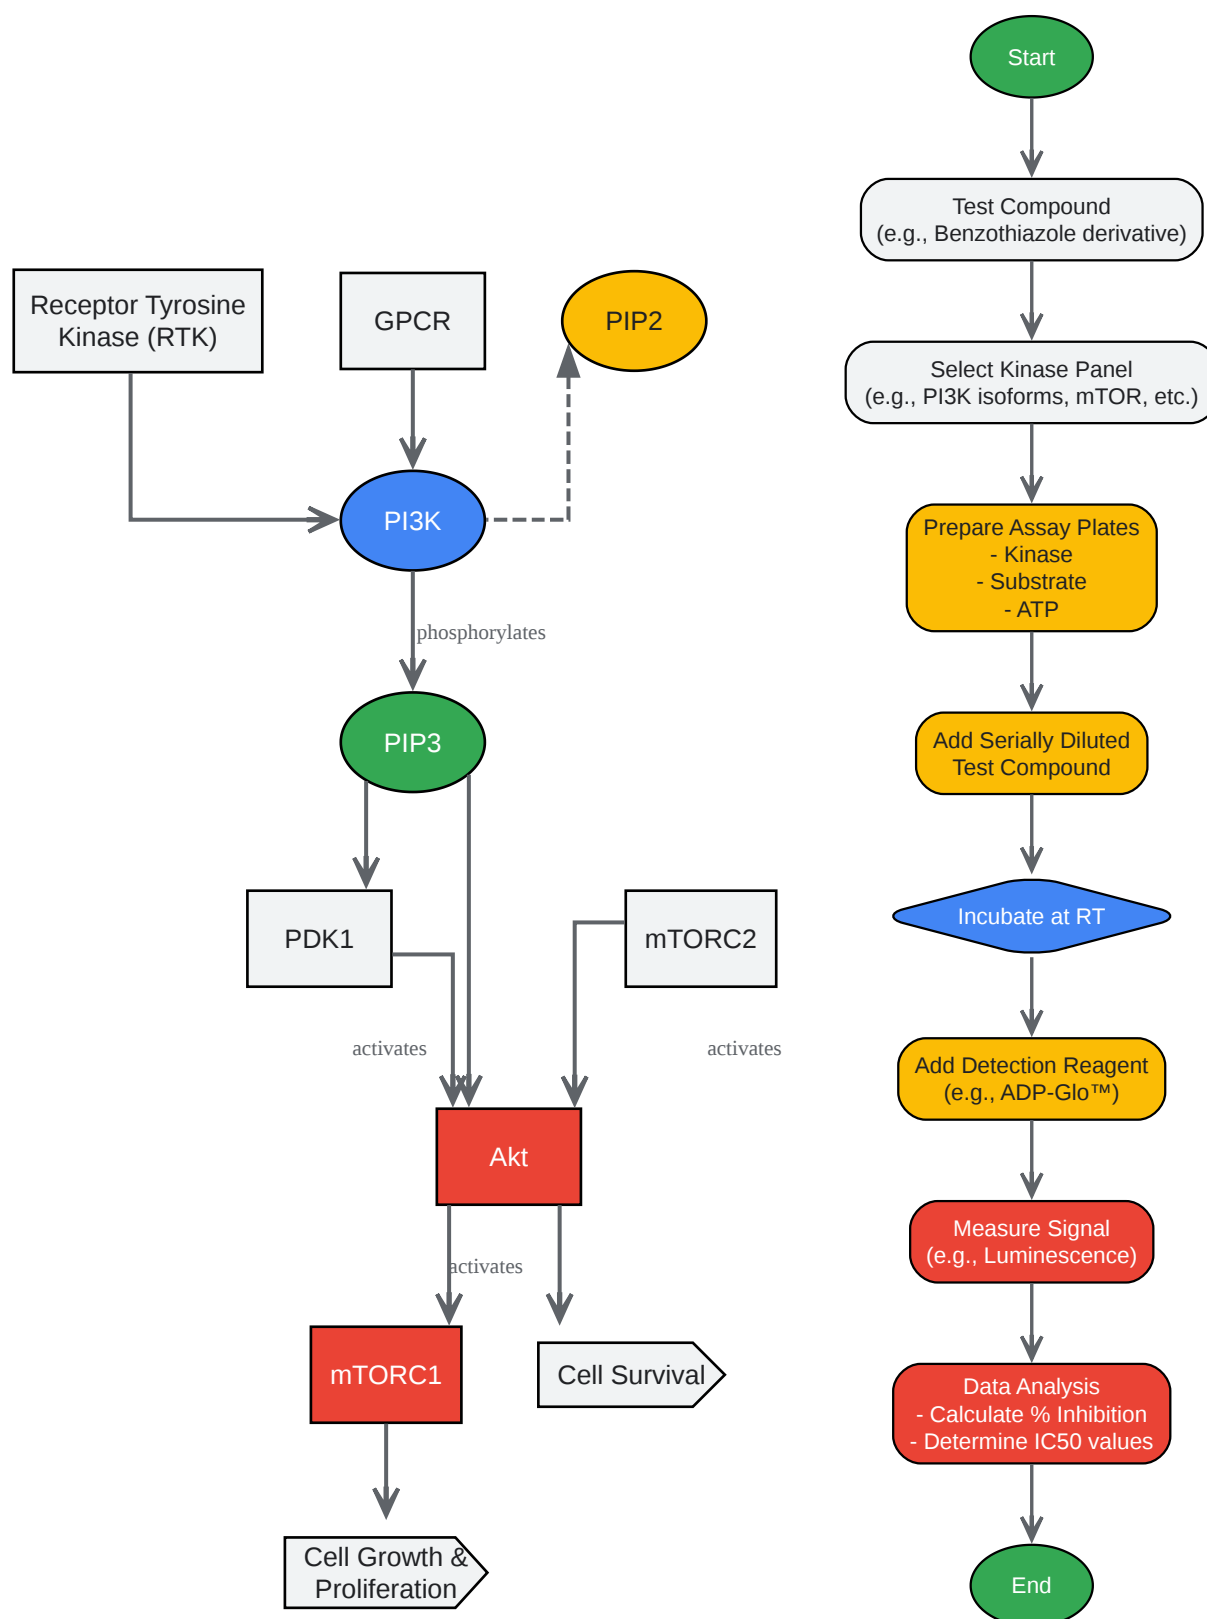 Receptor Tyrosine
Kinase (RTK)
GPCR
PIP2
PI3K
phosphorylates
PIP3
PDK1
mTORC2
activates
activates
Akt
activates
mTORC1
Cell Survival
Cell Growth &
Proliferation
Start
Test Compound
(e.g., Benzothiazole derivative)
Select Kinase Panel
(e.g., PI3K isoforms, mTOR, etc.)
Prepare Assay Plates
- Kinase
- Substrate
- ATP
Add Serially Diluted
Test Compound
Incubate at RT
Add Detection Reagent
(e.g., ADP-Glo™)
Measure Signal
(e.g., Luminescence)
Data Analysis
- Calculate % Inhibition
- Determine IC50 values
End